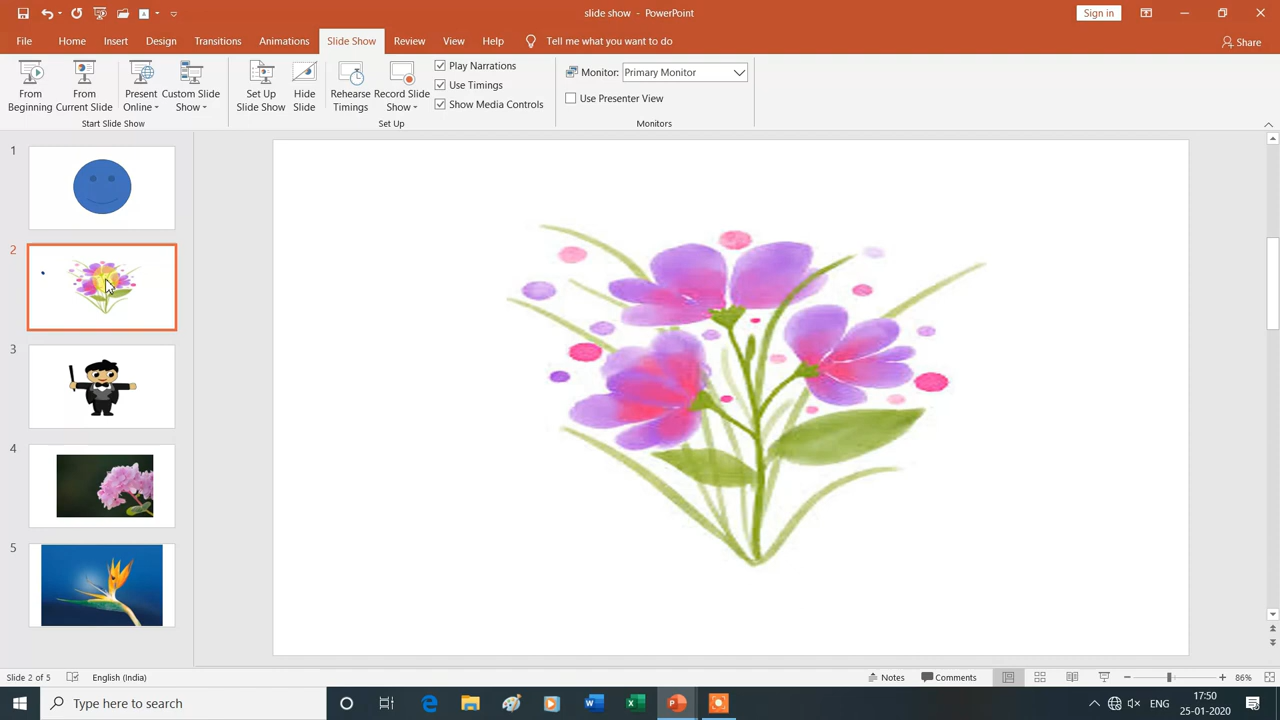 slide show - PowerPoint
Sign in
File Home Insert Design Transitions Animations Slide Show Review View Help Tell me what you want to do Share
From Beginning
From Current Slide
Present Online
Custom Slide Show
Start Slide Show
Set Up Slide Show
Hide Slide
Rehearse Timings
Record Slide Show
Play Narrations
Use Timings
Show Media Controls
Set Up
Monitor: Primary Monitor
Use Presenter View
Monitors
1
2
3
4
5
Slide 2 of 5 English (India) Notes Comments 86%
Type here to search
ENG
17:50
25-01-2020